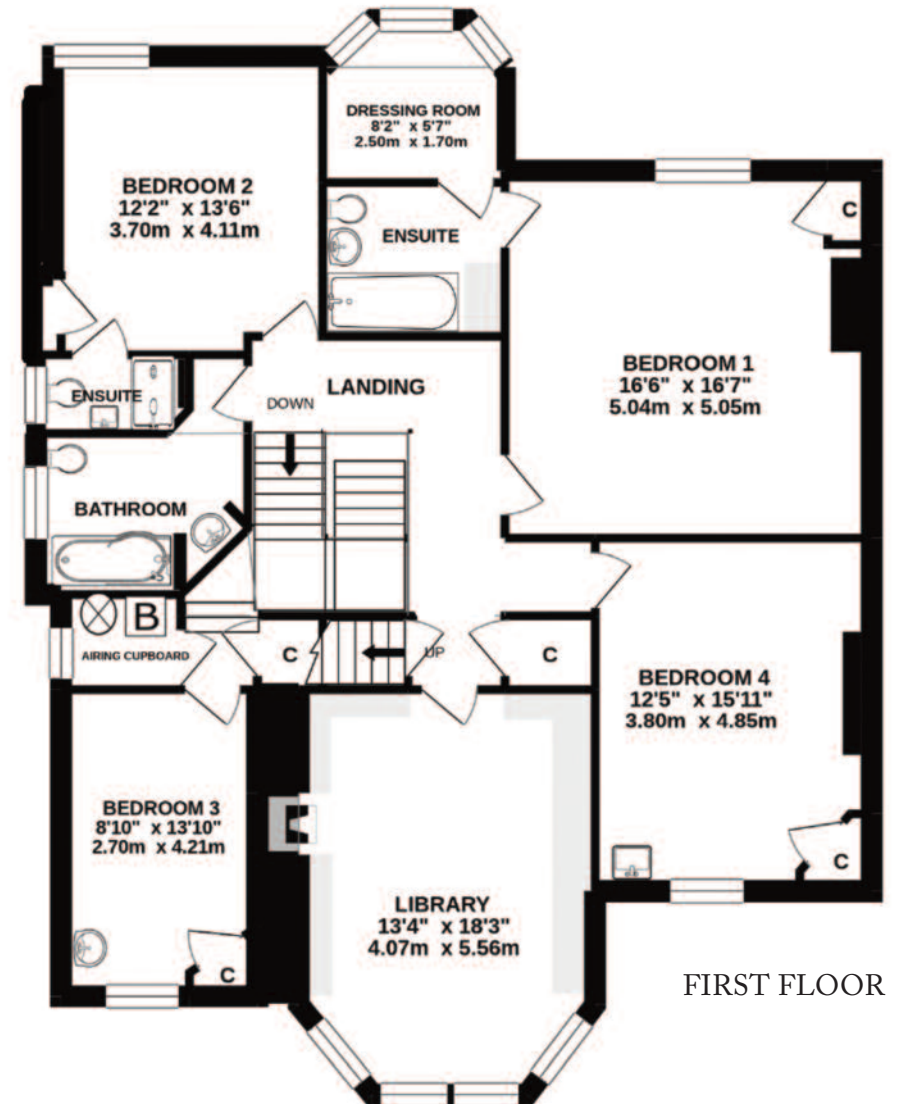 DRESSING ROOM
8'2" x 5'7"
2.50m x 1.70m
BEDROOM 2
12'2" x 13'6"
3.70m x 4.11m
ENSUITE
C
BEDROOM 1
16'6" x 16'7"
5.04m x 5.05m
LANDING
DOWN
ENSUITE
BATHROOM
B
AIRING CUPBOARD
C
UP
C
BEDROOM 4
12'5" x 15'11"
3.80m x 4.85m
C
BEDROOM 3
8'10" x 13'10"
2.70m x 4.21m
C
LIBRARY
13'4" x 18'3"
4.07m x 5.56m
FIRST FLOOR